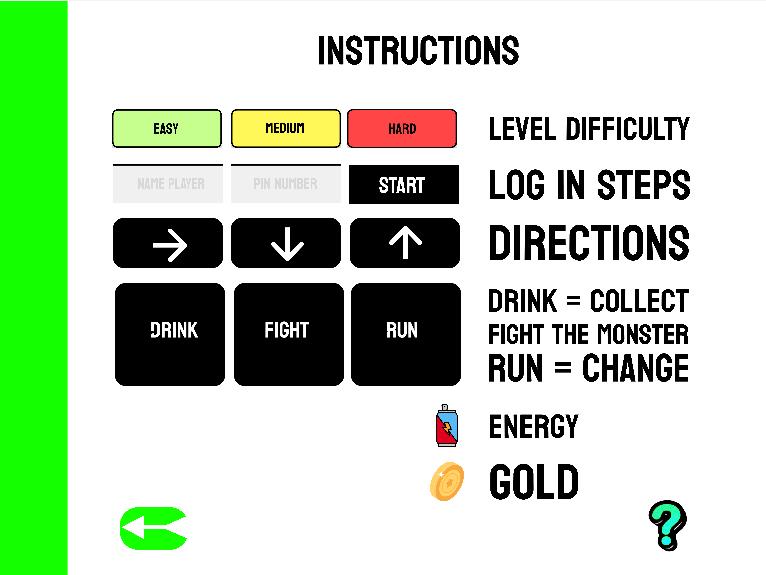 INSTRUCTIONS
EASY MEDIUM HARD LEVEL DIFFICULTY
NAME PLAYER PIN NUMBER START LOG IN STEPS
DIRECTIONS
DRINK = COLLECT
DRINK FIGHT RUN FIGHT THE MONSTER
RUN = CHANGE
ENERGY
GOLD